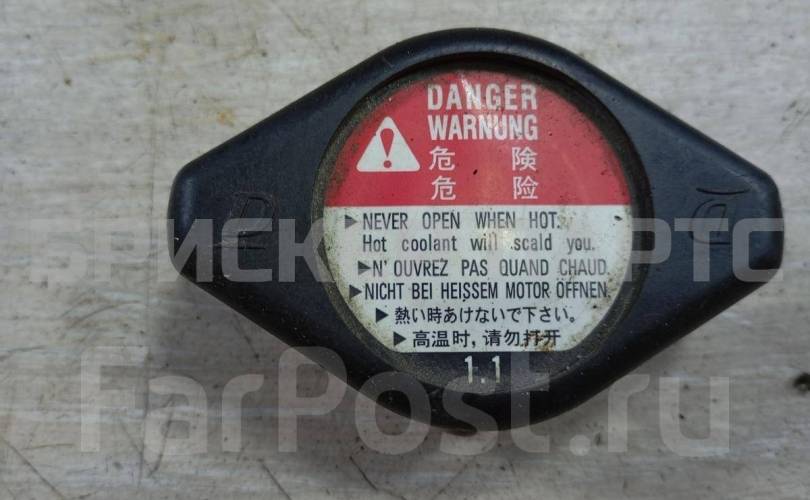 DANGER
WARNUNG
危 険
危 险
▶ NEVER OPEN WHEN HOT.
Hot coolant will scald you.
▶ N'OUVREZ PAS QUAND CHAUD.
▶ NICHT BEI HEISSEM MOTOR ÖFFNEN.
▶ 熱い時あけないで下さい。
▶ 高温时, 请勿打开
1.1
FarPost.ru